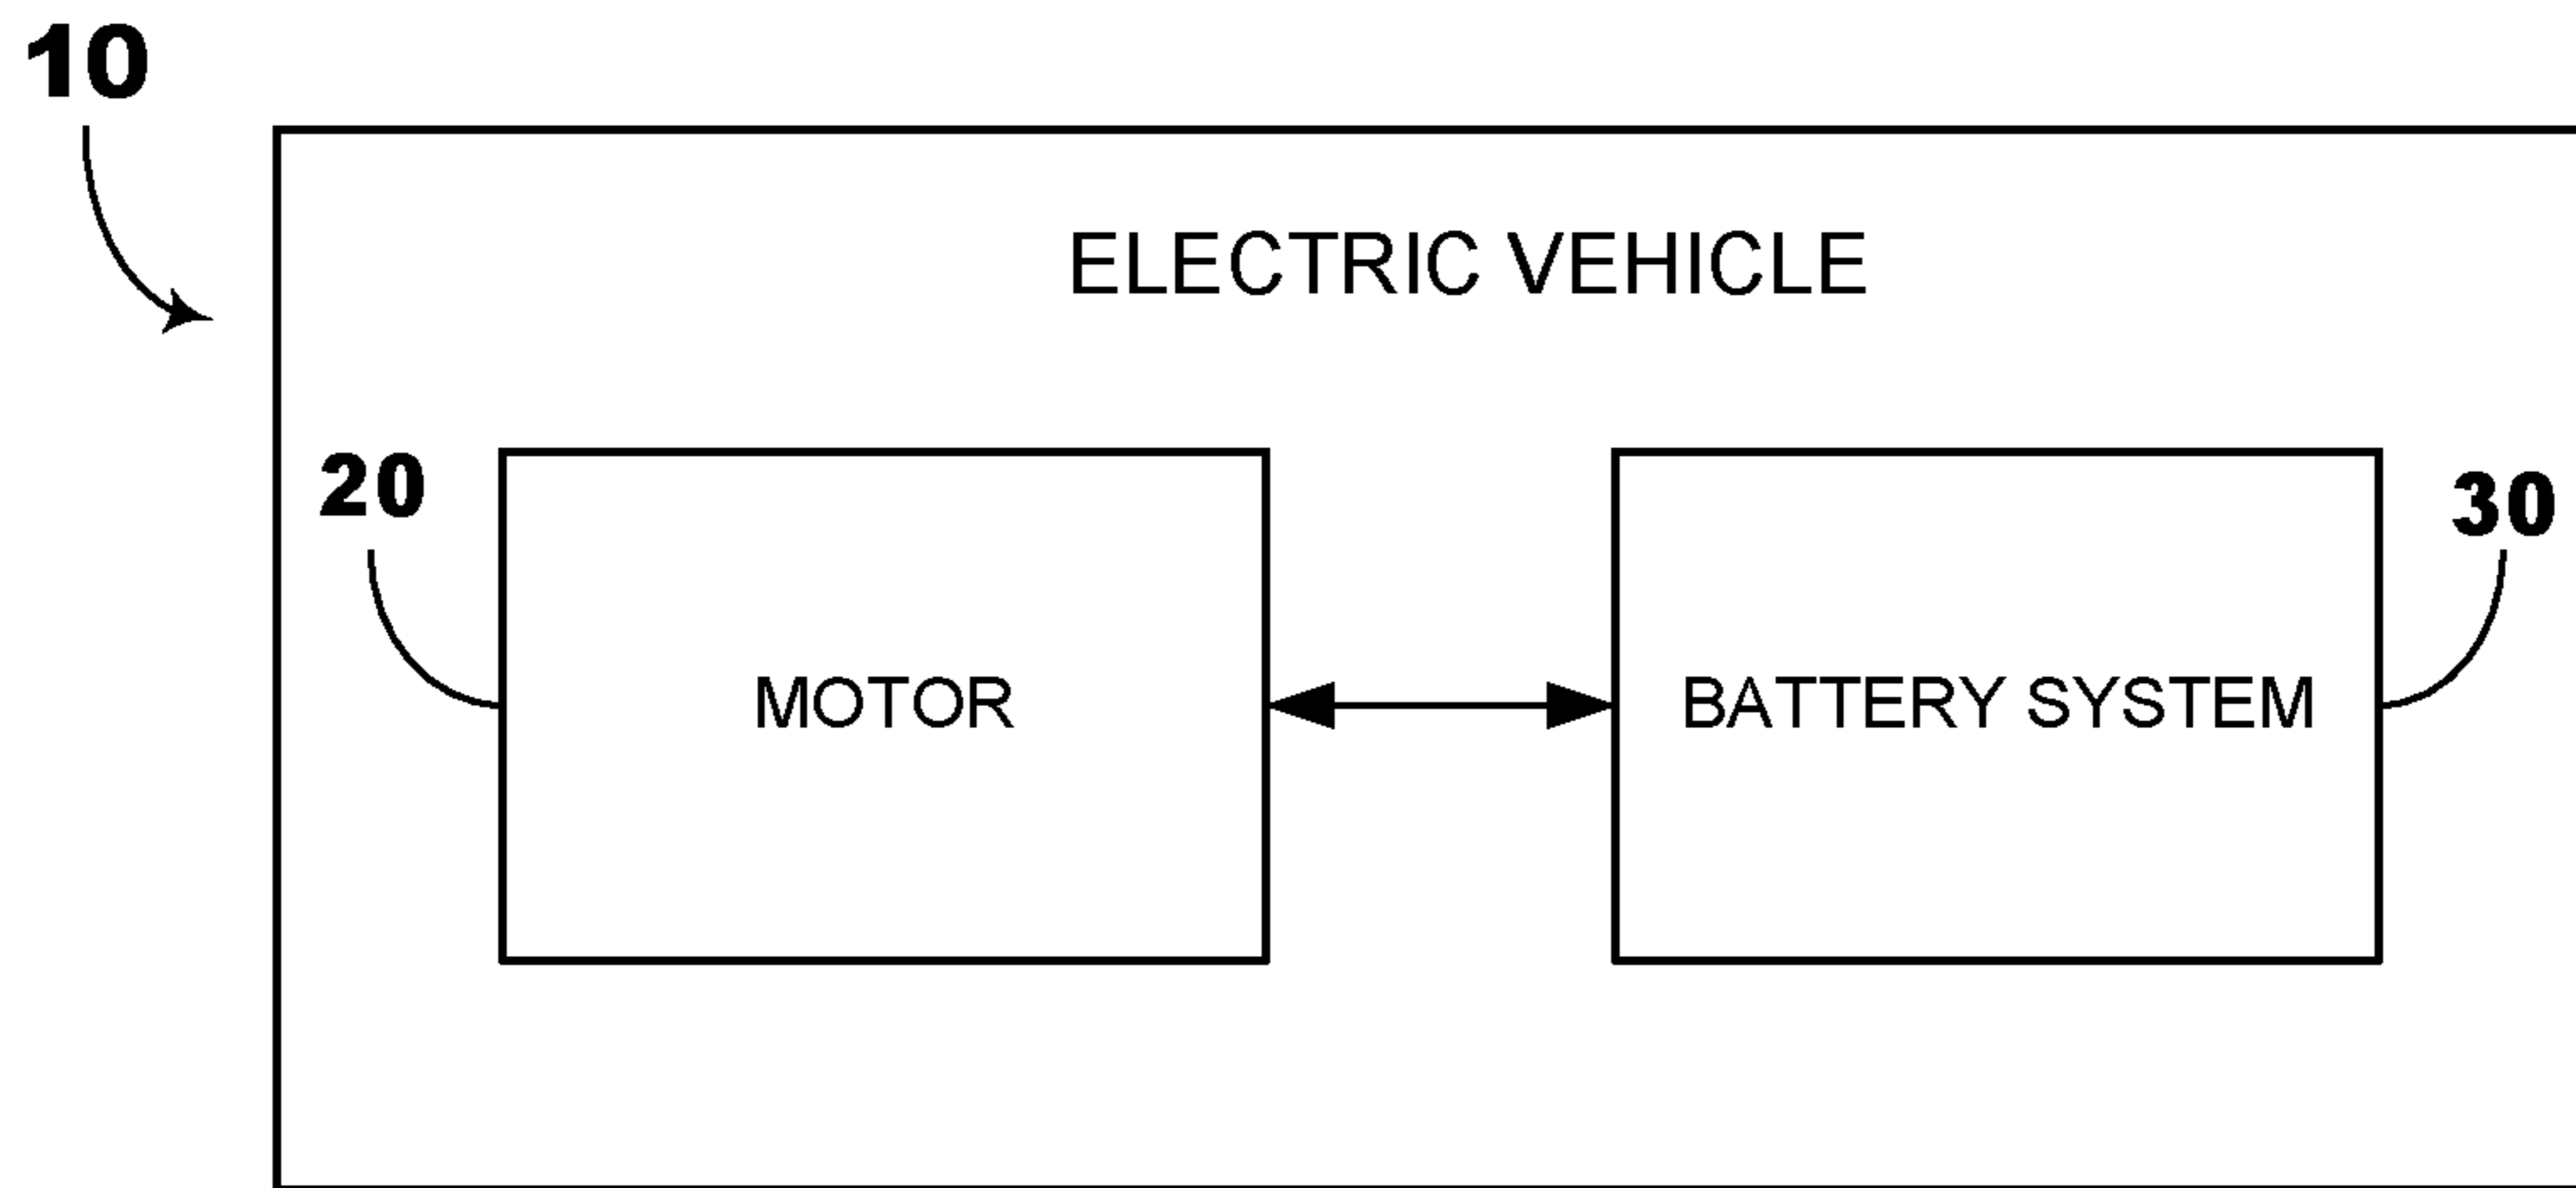 10
ELECTRIC VEHICLE
20
30
MOTOR
BATTERY SYSTEM